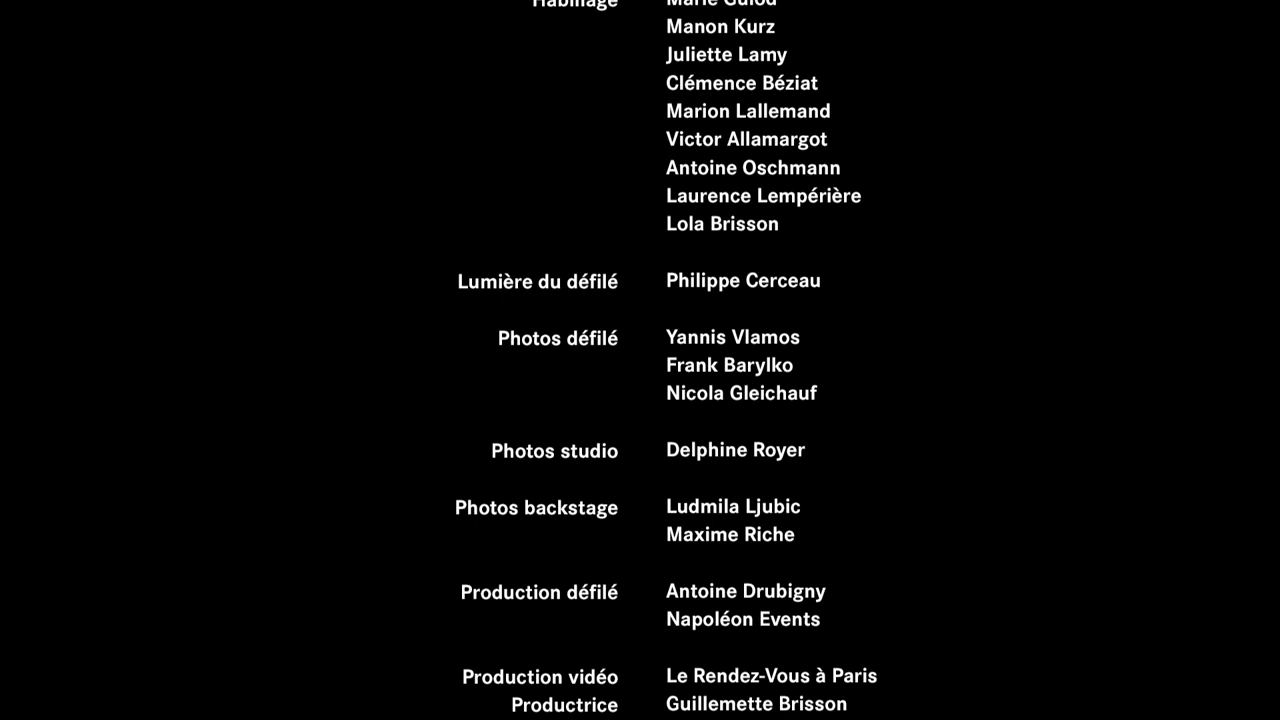 Habillage
Manon Kurz
Juliette Lamy
Clémence Béziat
Marion Lallemand
Victor Allamargot
Antoine Oschmann
Laurence Lempérière
Lola Brisson
Lumière du défilé Philippe Cerceau
Photos défilé Yannis Vlamos
Frank Barylko
Nicola Gleichauf
Photos studio Delphine Royer
Photos backstage Ludmila Ljubic
Maxime Riche
Production défilé Antoine Drubigny
Napoléon Events
Production vidéo Le Rendez-Vous à Paris
Productrice Guillemette Brisson